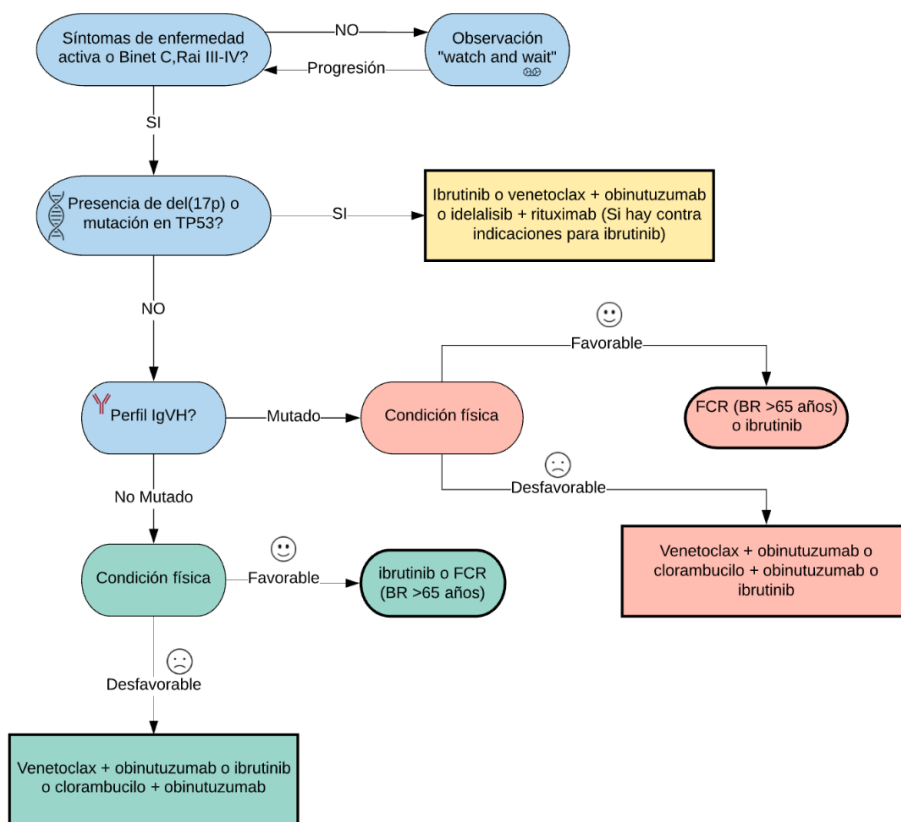 Síntomas de enfermedad
activa o Binet C,Rai III-IV?
NO
Observación
"watch and wait"
Progresión
SI
Presencia de del(17p) o
mutación en TP53?
SI
Ibrutinib o venetoclax + obinutuzumab
o idelalisib + rituximab (Si hay contra
indicaciones para ibrutinib)
NO
Perfil IgVH?
Mutado
Condición física
Favorable
FCR (BR >65 años)
o ibrutinib
Desfavorable
Venetoclax + obinutuzumab o
clorambucilo + obinutuzumab o
ibrutinib
No Mutado
Condición física
Favorable
ibrutinib o FCR
(BR >65 años)
Desfavorable
Venetoclax + obinutuzumab o ibrutinib
o clorambucilo + obinutuzumab